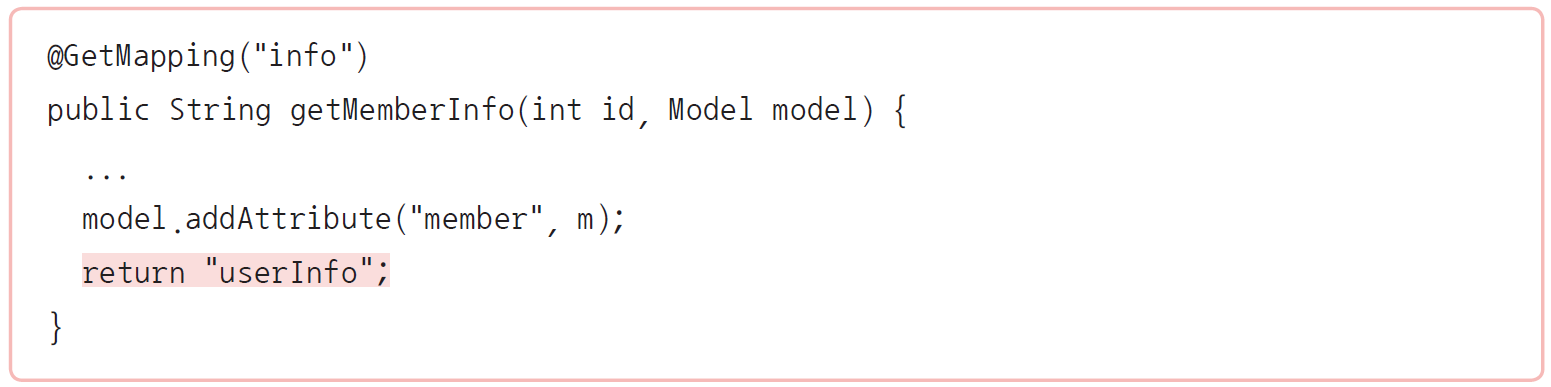 @GetMapping("info")
public String getMemberInfo(int id, Model model) {
...
model.addAttribute("member", m);
return "userInfo";
}